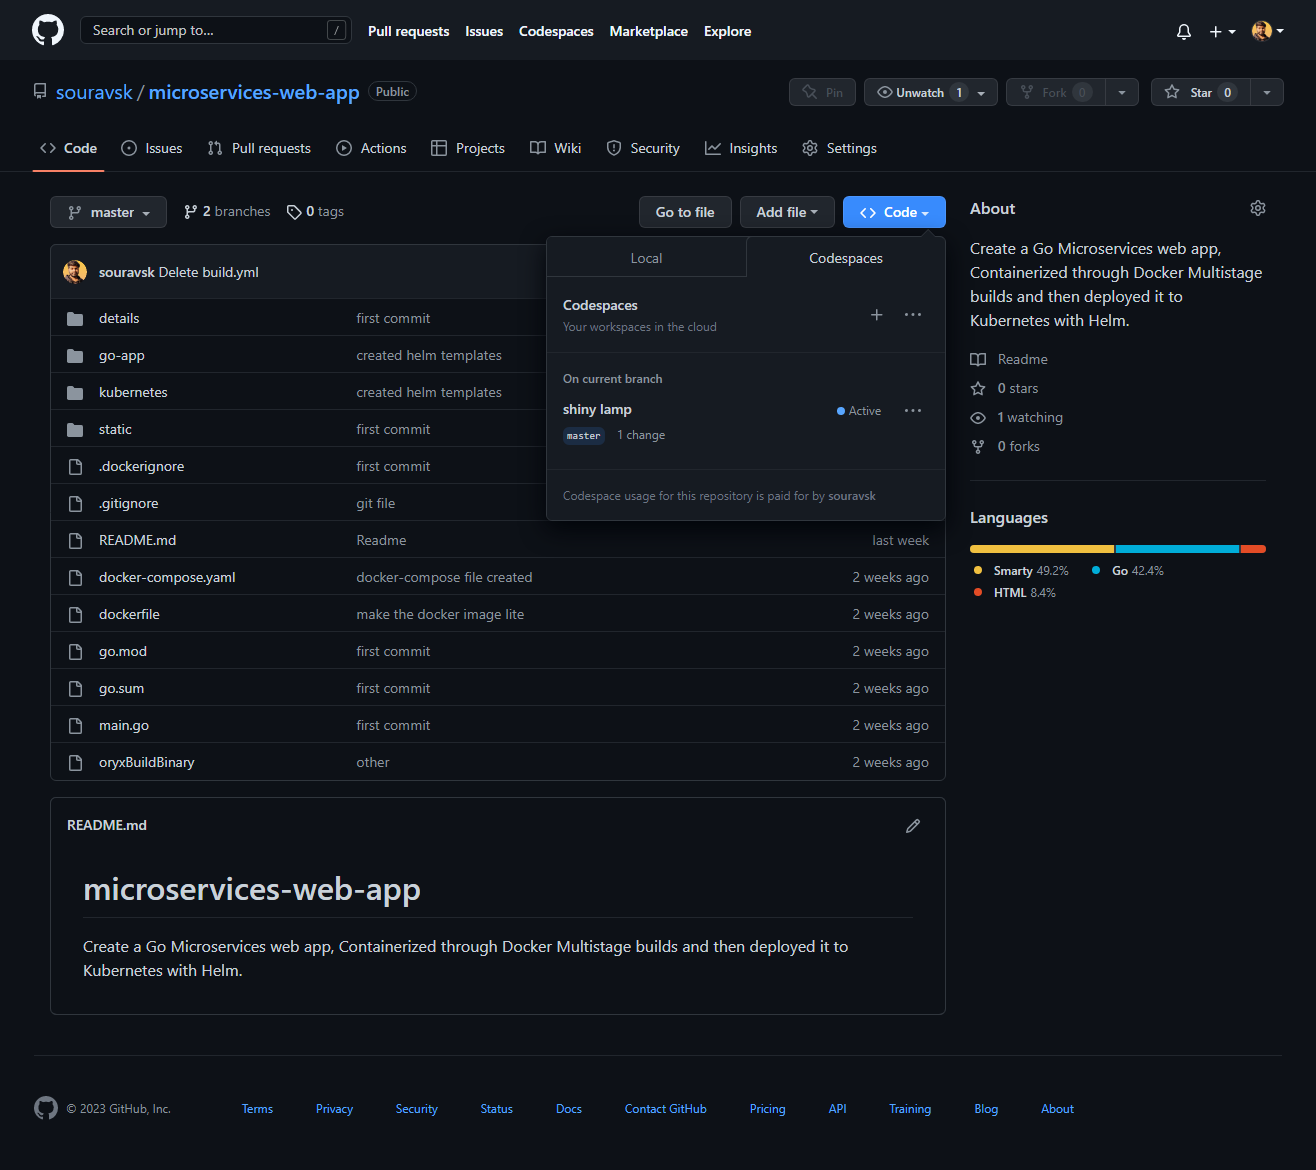 Search or jump to... /
Pull requests Issues Codespaces Marketplace Explore
souravsk / microservices-web-app Public
Pin Unwatch 1 Fork 0 Star 0
Code Issues Pull requests Actions Projects Wiki Security Insights Settings
master 2 branches 0 tags Go to file Add file Code
souravsk Delete build.yml
details first commit
go-app created helm templates
kubernetes created helm templates
static first commit
.dockerignore first commit
.gitignore git file
README.md Readme last week
docker-compose.yaml docker-compose file created 2 weeks ago
dockerfile make the docker image lite 2 weeks ago
go.mod first commit 2 weeks ago
go.sum first commit 2 weeks ago
main.go first commit 2 weeks ago
oryxBuildBinary other 2 weeks ago
Local Codespaces
Codespaces
Your workspaces in the cloud
On current branch
shiny lamp Active
master 1 change
Codespace usage for this repository is paid for by souravsk
About
Create a Go Microservices web app,
Containerized through Docker Multistage
builds and then deployed it to
Kubernetes with Helm.
Readme
0 stars
1 watching
0 forks
Languages
Smarty 49.2% Go 42.4%
HTML 8.4%
README.md
microservices-web-app
Create a Go Microservices web app, Containerized through Docker Multistage builds and then deployed it to
Kubernetes with Helm.
© 2023 GitHub, Inc. Terms Privacy Security Status Docs Contact GitHub Pricing API Training Blog About